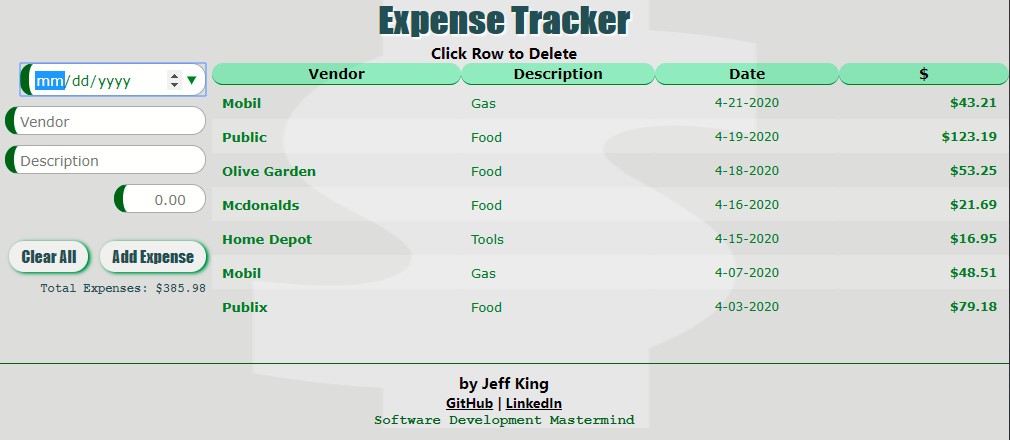 Expense Tracker
Click Row to Delete
mm/dd/yyyy
Vendor
Description
0.00
Clear All Add Expense
Total Expenses: $385.98
Vendor Description Date $
Mobil Gas 4-21-2020 $43.21
Public Food 4-19-2020 $123.19
Olive Garden Food 4-18-2020 $53.25
Mcdonalds Food 4-16-2020 $21.69
Home Depot Tools 4-15-2020 $16.95
Mobil Gas 4-07-2020 $48.51
Publix Food 4-03-2020 $79.18
by Jeff King
GitHub | LinkedIn
Software Development Mastermind